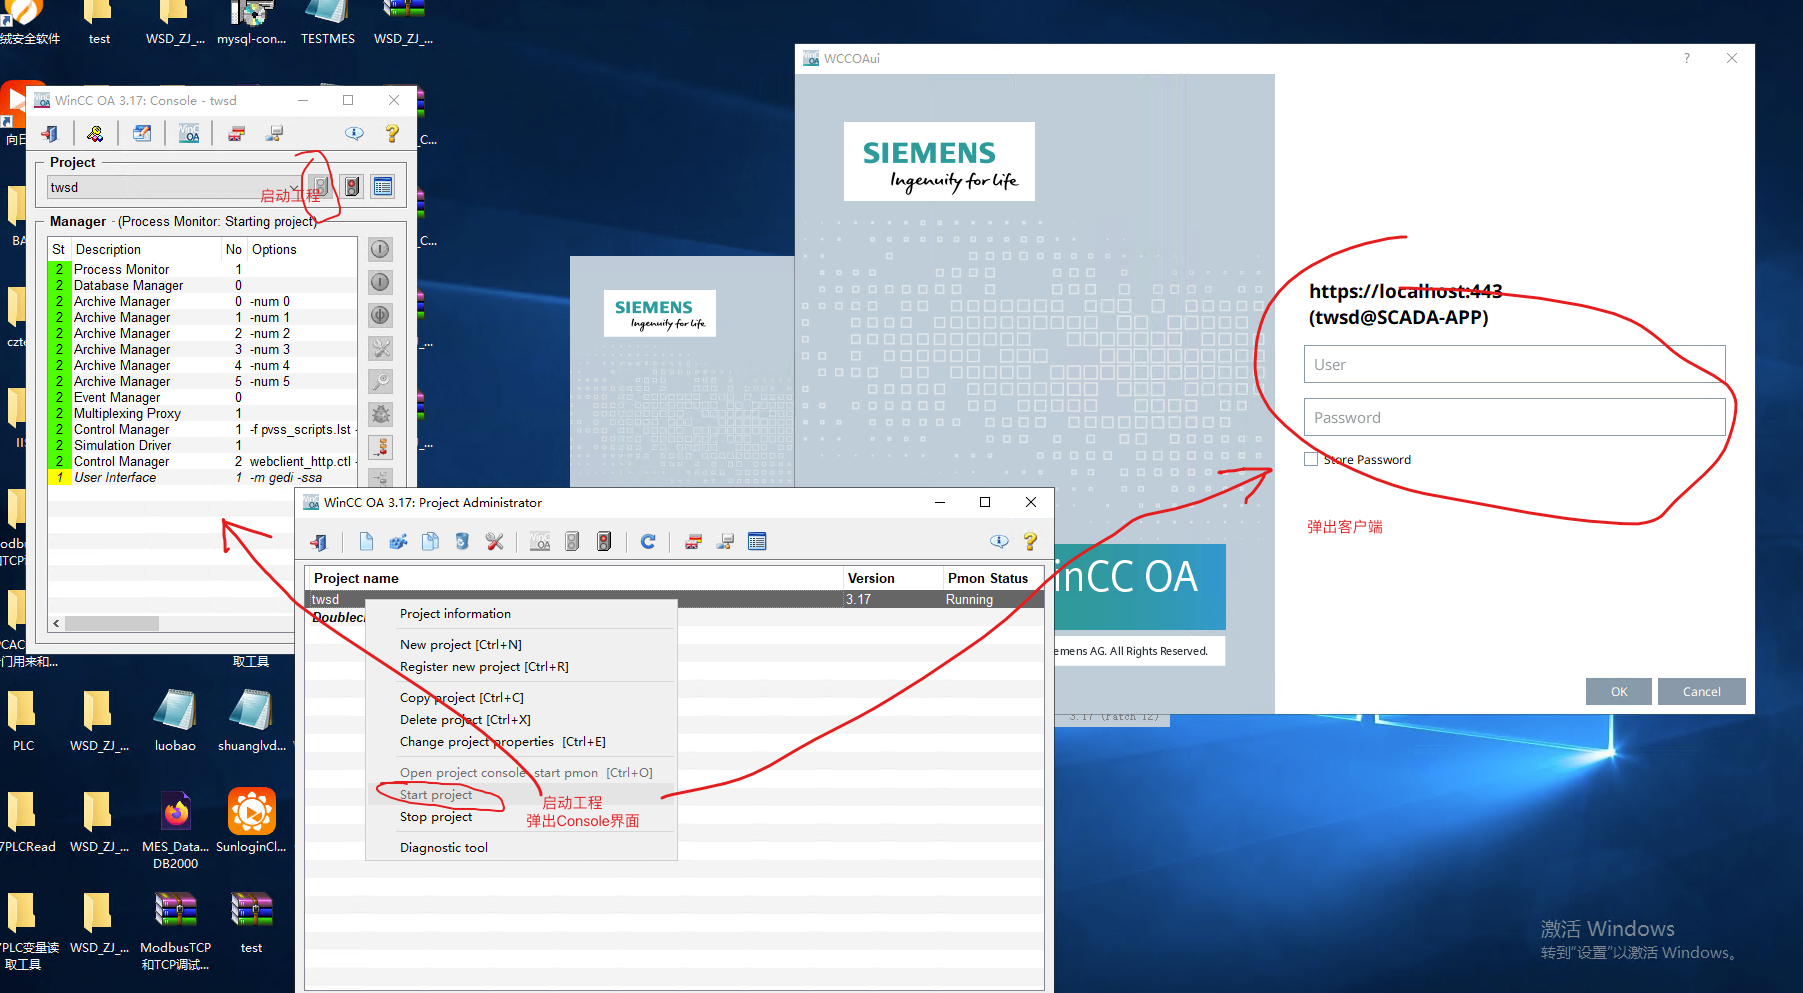 绒安全软件
test
WSD_ZJ_...
mysql-con...
TESTMES
WSD_ZJ_...
WinCC OA 3.17: Console - twsd
Project
twsd
启动工程
Manager - (Process Monitor: Starting project)
St Description No Options
2 Process Monitor 1
2 Database Manager 0
2 Archive Manager 0 -num 0
2 Archive Manager 1 -num 1
2 Archive Manager 2 -num 2
2 Archive Manager 3 -num 3
2 Archive Manager 4 -num 4
2 Archive Manager 5 -num 5
2 Event Manager 0
2 Multiplexing Proxy 1
2 Control Manager 1 -f pvss_scripts.lst -
2 Simulation Driver 1
2 Control Manager 2 webclient_http.ctl -
1 User Interface 1 -m gedi -ssa
向日
_C...
BA
_C...
czte
_...
IIS
_...
odbu
TCP
PCAC
门用来和...
取工具
SIEMENS
Ingenuity for life
WCCOAui
SIEMENS
Ingenuity for life
https://localhost:443
(twsd@SCADA-APP)
User
Password
Store Password
弹出客户端
inCC OA
emens AG. All Rights Reserved.
OK
Cancel
3.17 (Patch 12)
WinCC OA 3.17: Project Administrator
Project name Version Pmon Status
twsd 3.17 Running
Doublecl
Project information
New project [Ctrl+N]
Register new project [Ctrl+R]
Copy project [Ctrl+C]
Delete project [Ctrl+X]
Change project properties [Ctrl+E]
Open project console, start pmon [Ctrl+O]
Start project
Stop project
Diagnostic tool
启动工程
弹出Console界面
PLC
WSD_ZJ_...
luobao
shuanglvd...
7PLCRead
WSD_ZJ_...
MES_Data...
DB2000
SunloginCl...
PLC变量读
取工具
WSD_ZJ_...
ModbusTCP
和TCP调试...
test
激活 Windows
转到“设置”以激活 Windows。